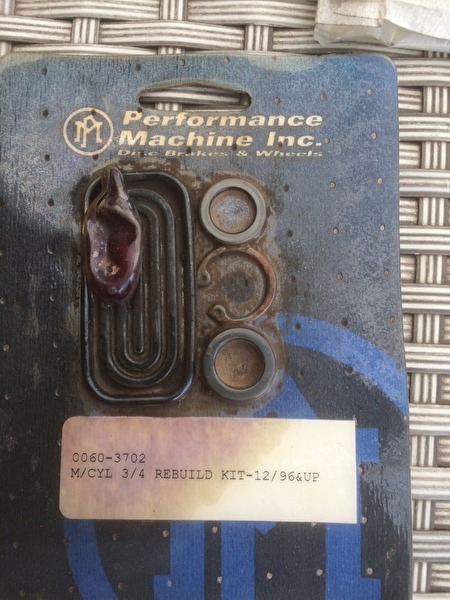 Performance
Machine Inc.
Disc Brakes & Wheels
0060-3702
M/CYL 3/4 REBUILD KIT-12/96&UP